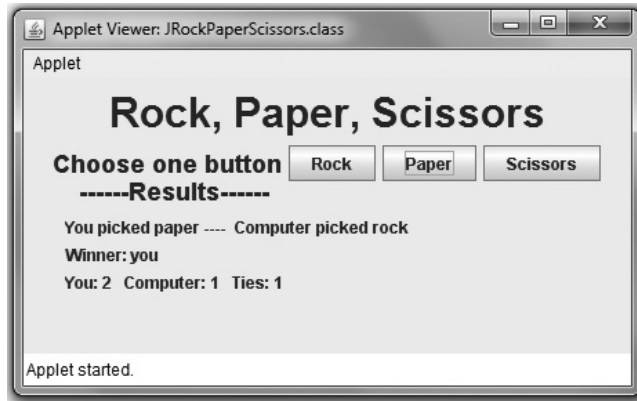 Applet Viewer: JRockPaperScissors.class
Applet
Rock, Paper, Scissors
Choose one button Rock Paper Scissors
------Results------
You picked paper ---- Computer picked rock
Winner: you
You: 2 Computer: 1 Ties: 1
Applet started.